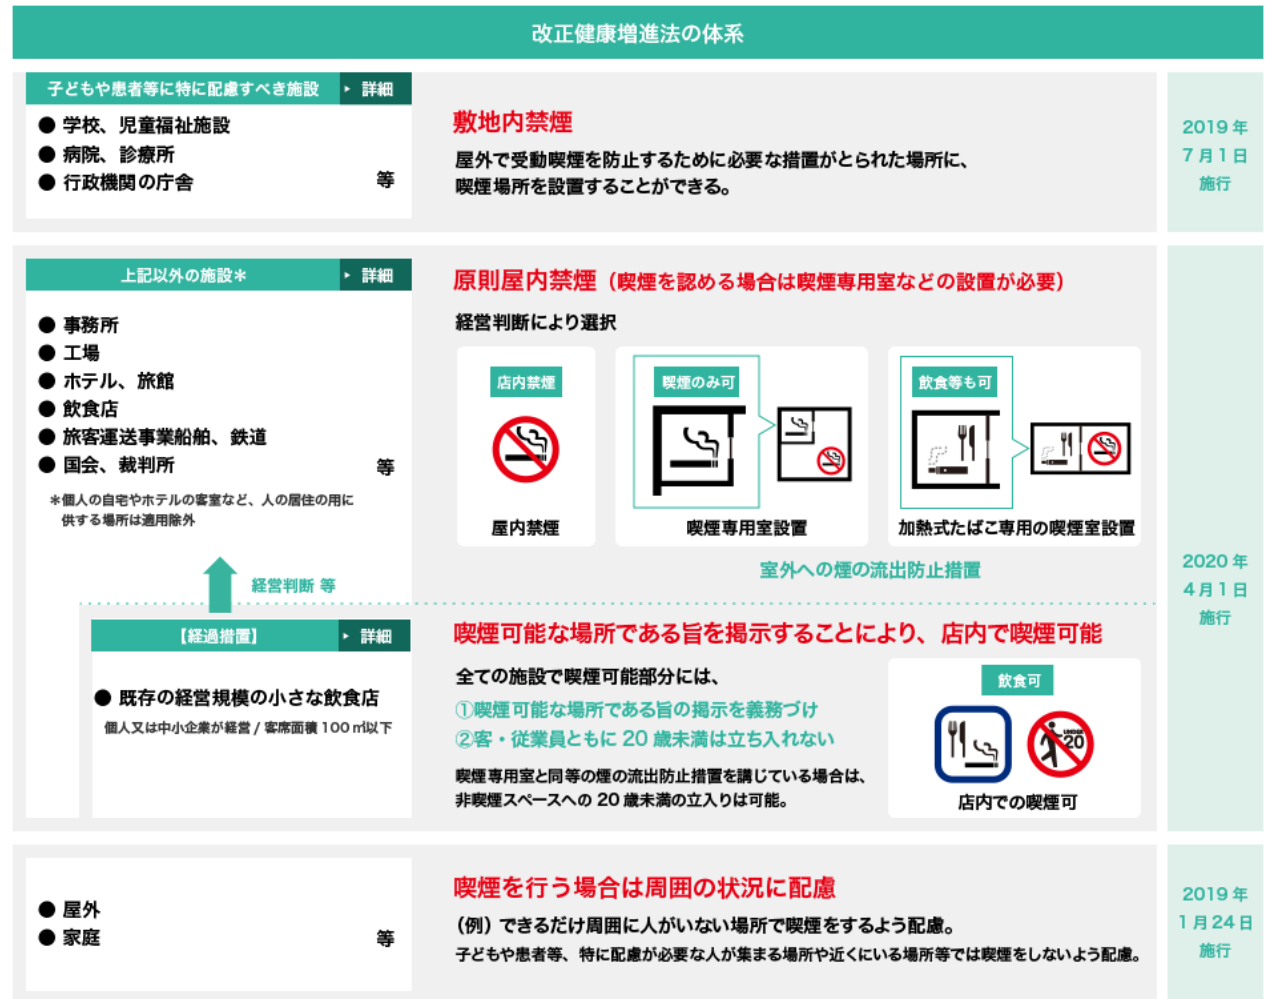 改正健康増進法の体系
子どもや患者等に特に配慮すべき施設
詳細
● 学校、児童福祉施設
● 病院、診療所
● 行政機関の庁舎
等
敷地内禁煙
屋外で受動喫煙を防止するために必要な措置がとられた場所に、
喫煙場所を設置することができる。
2019 年
7 月 1 日
施行
上記以外の施設＊
詳細
● 事務所
● 工場
● ホテル、旅館
● 飲食店
● 旅客運送事業船舶、鉄道
● 国会、裁判所
等
＊個人の自宅やホテルの客室など、人の居住の用に
供する場所は適用除外
原則屋内禁煙（喫煙を認める場合は喫煙専用室などの設置が必要）
経営判断により選択
店内禁煙
屋内禁煙
喫煙のみ可
喫煙専用室設置
飲食等も可
加熱式たばこ専用の喫煙室設置
室外への煙の流出防止措置
2020 年
4 月 1 日
施行
経営判断 等
【経過措置】
詳細
● 既存の経営規模の小さな飲食店
個人又は中小企業が経営 / 客席面積 100 ㎡以下
喫煙可能な場所である旨を掲示することにより、店内で喫煙可能
全ての施設で喫煙可能部分には、
①喫煙可能な場所である旨の掲示を義務づけ
②客・従業員ともに 20 歳未満は立ち入れない
喫煙専用室と同等の煙の流出防止措置を講じている場合は、
非喫煙スペースへの 20 歳未満の立入りは可能。
飲食可
UNDER
20
店内での喫煙可
● 屋外
● 家庭
等
喫煙を行う場合は周囲の状況に配慮
（例）できるだけ周囲に人がいない場所で喫煙をするよう配慮。
子どもや患者等、特に配慮が必要な人が集まる場所や近くにいる場所等では喫煙をしないよう配慮。
2019 年
1 月 24 日
施行